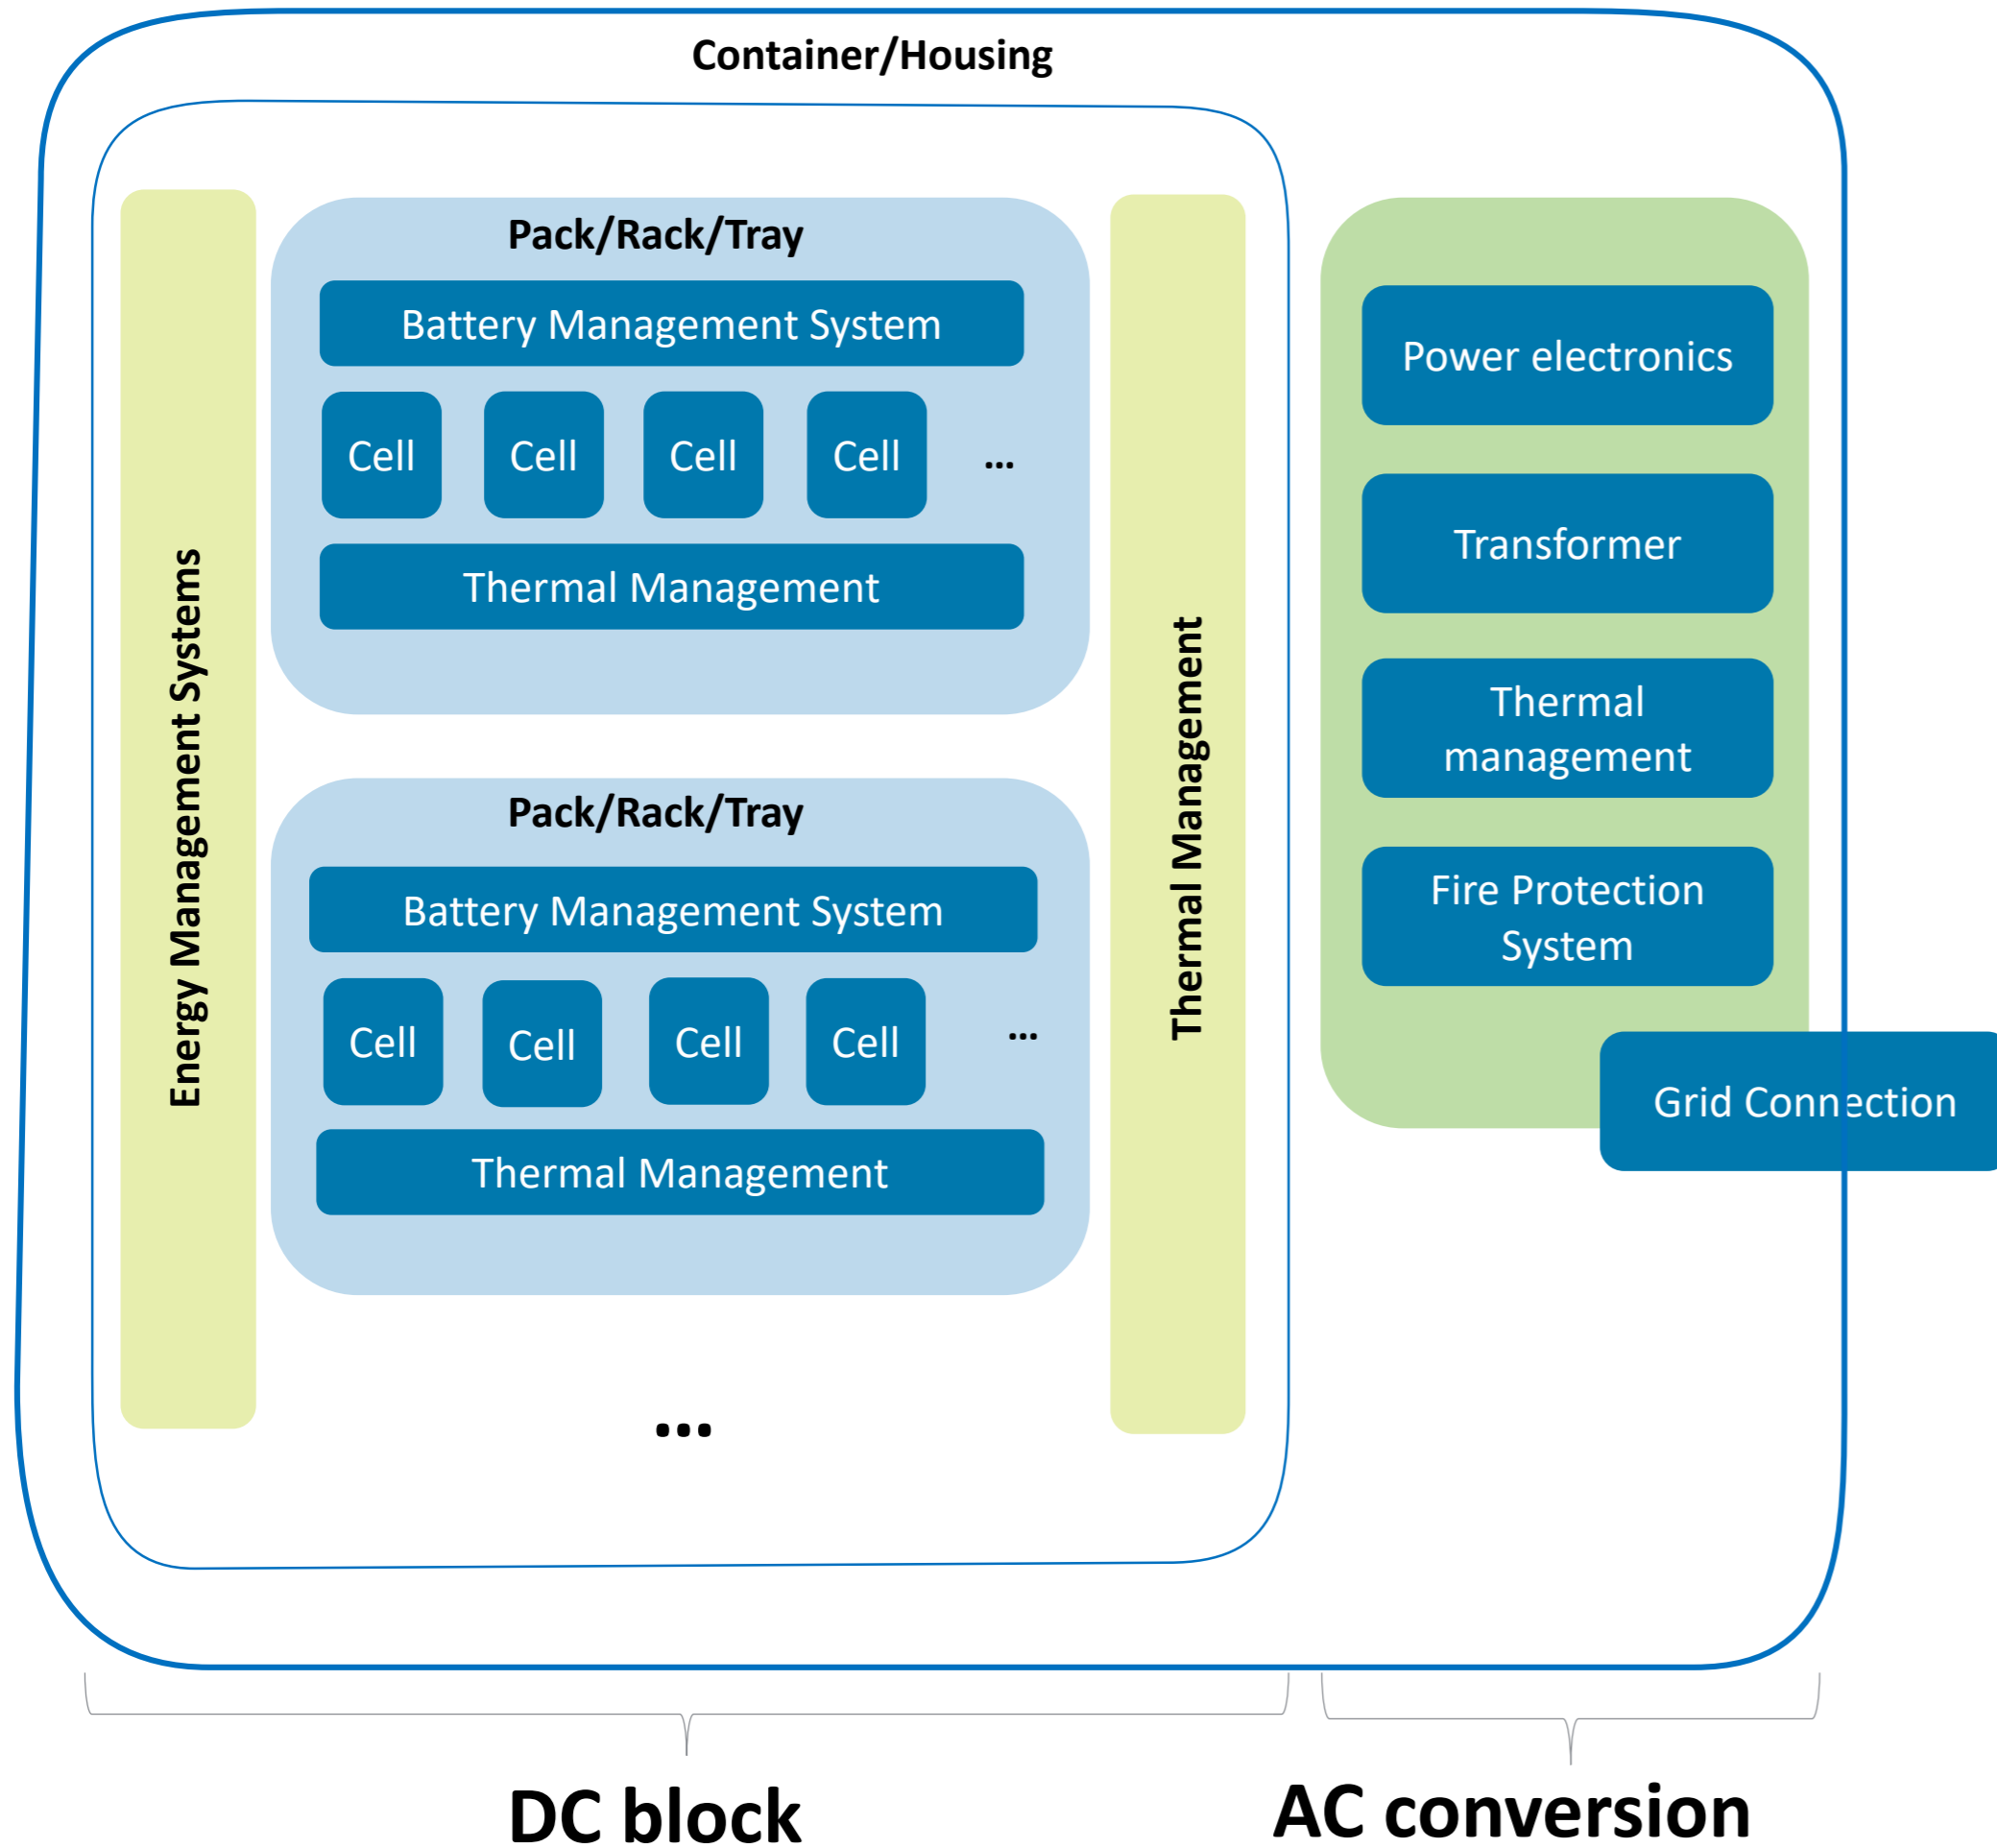 Container/Housing
Energy Management Systems
Pack/Rack/Tray
Battery Management System
Cell Cell Cell Cell ...
Thermal Management
Pack/Rack/Tray
Battery Management System
Cell Cell Cell Cell ...
Thermal Management
...
Thermal Management
Power electronics
Transformer
Thermal
management
Fire Protection
System
Grid Connection
DC block
AC conversion